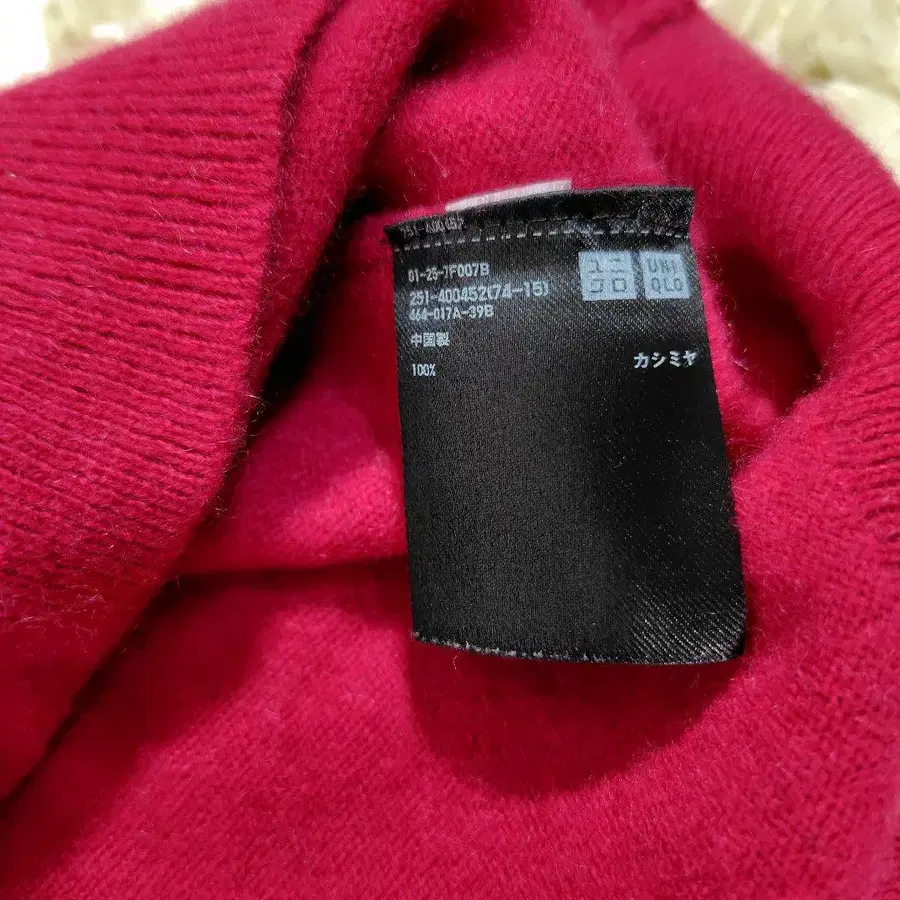 01-25-7F007B
ユニクロ UNIQLO
251-400452(74-15)
464-017A-39B
中国製
100% カシミヤ